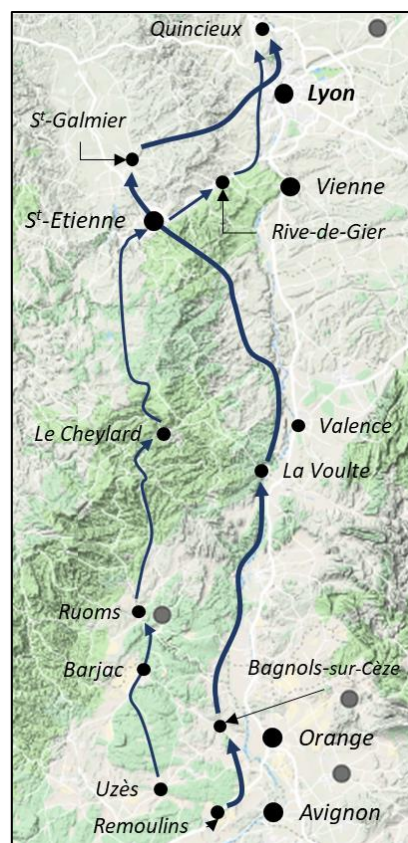 Quincieux
Lyon
Sᵗ-Galmier
Vienne
Sᵗ-Etienne
Rive-de-Gier
Le Cheylard
Valence
La Voulte
Ruoms
Barjac
Bagnols-sur-Cèze
Orange
Uzès
Avignon
Remoulins